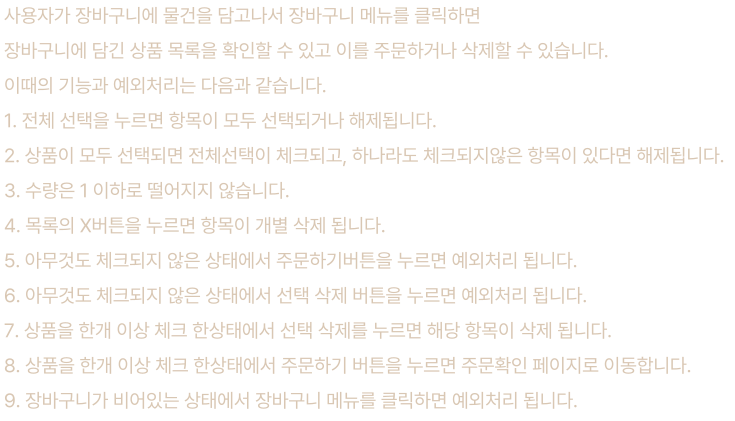 사용자가 장바구니에 물건을 담고나서 장바구니 메뉴를 클릭하면
장바구니에 담긴 상품 목록을 확인할 수 있고 이를 주문하거나 삭제할 수 있습니다.
이때의 기능과 예외처리는 다음과 같습니다.
1. 전체 선택을 누르면 항목이 모두 선택되거나 해제됩니다.
2. 상품이 모두 선택되면 전체선택이 체크되고, 하나라도 체크되지않은 항목이 있다면 해제됩니다.
3. 수량은 1 이하로 떨어지지 않습니다.
4. 목록의 X버튼을 누르면 항목이 개별 삭제 됩니다.
5. 아무것도 체크되지 않은 상태에서 주문하기버튼을 누르면 예외처리 됩니다.
6. 아무것도 체크되지 않은 상태에서 선택 삭제 버튼을 누르면 예외처리 됩니다.
7. 상품을 한개 이상 체크 한상태에서 선택 삭제를 누르면 해당 항목이 삭제 됩니다.
8. 상품을 한개 이상 체크 한상태에서 주문하기 버튼을 누르면 주문확인 페이지로 이동합니다.
9. 장바구니가 비어있는 상태에서 장바구니 메뉴를 클릭하면 예외처리 됩니다.